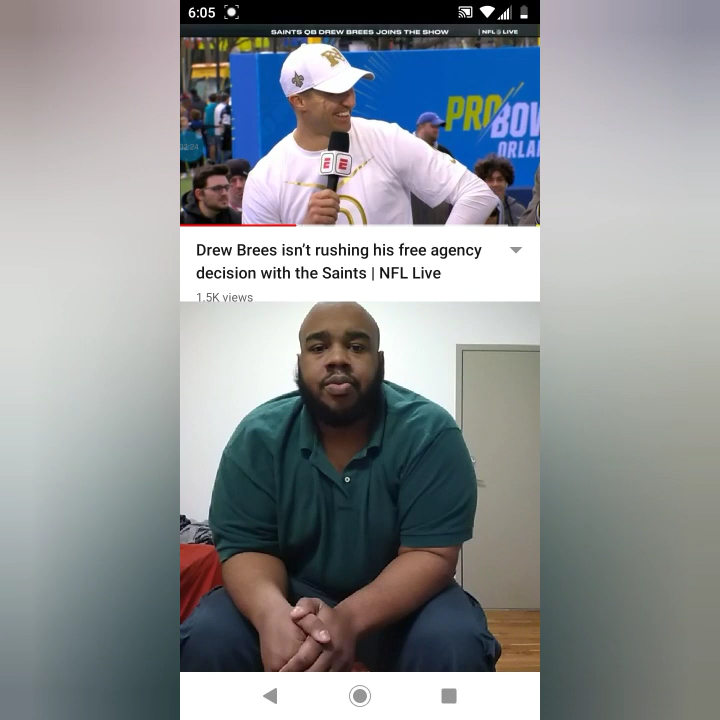 6:05
SAINTS QB DREW BREES JOINS THE SHOW
NFL LIVE
PRO BOW
ORLA
Drew Brees isn’t rushing his free agency
decision with the Saints | NFL Live
1.5K views